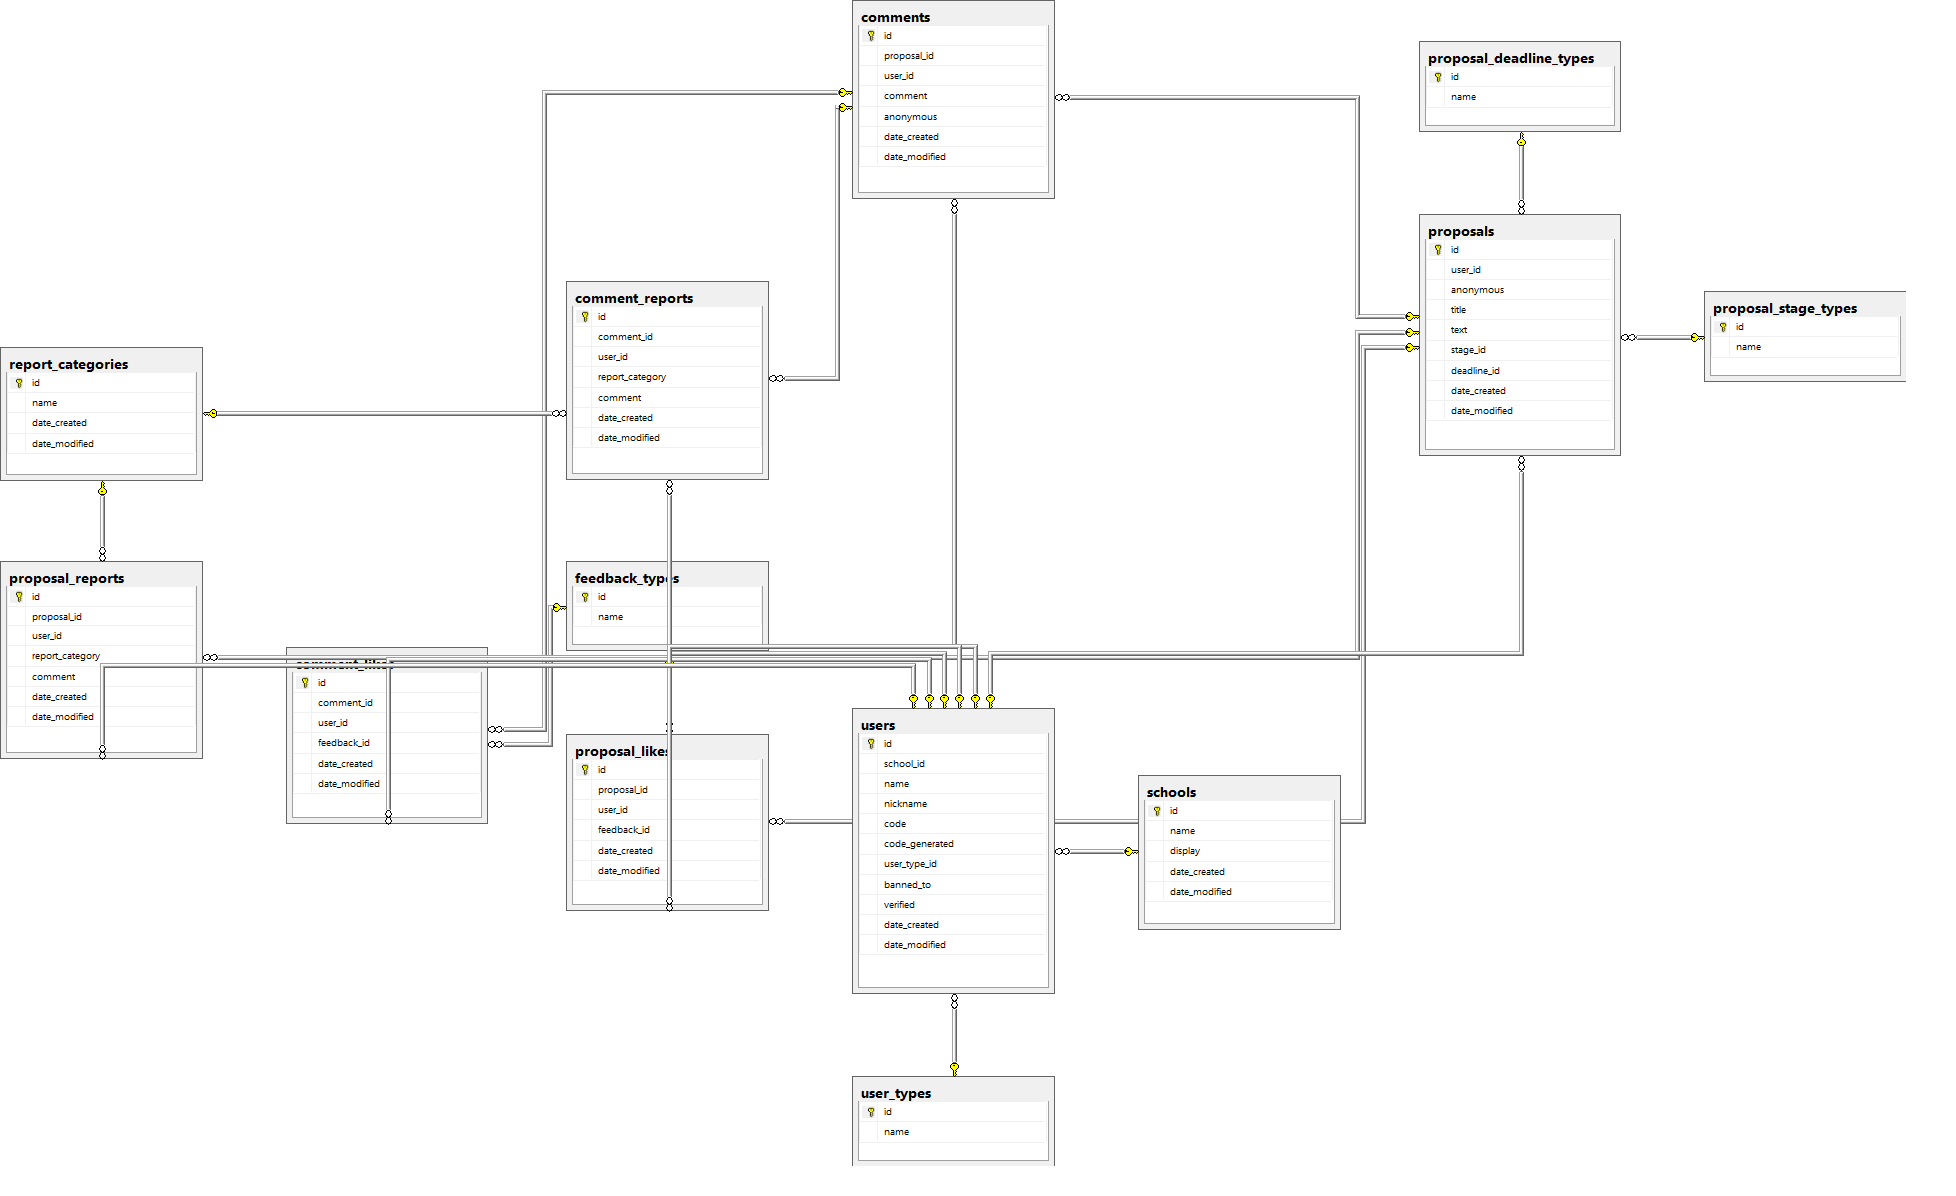 comments
id
proposal_id
user_id
comment
anonymous
date_created
date_modified
proposal_deadline_types
id
name
proposals
id
user_id
anonymous
title
text
stage_id
deadline_id
date_created
date_modified
proposal_stage_types
id
name
comment_reports
id
comment_id
user_id
report_category
comment
date_created
date_modified
report_categories
id
name
date_created
date_modified
proposal_reports
id
proposal_id
user_id
report_category
comment
date_created
date_modified
feedback_types
id
name
comment_likes
id
comment_id
user_id
feedback_id
date_created
date_modified
proposal_likes
id
proposal_id
user_id
feedback_id
date_created
date_modified
users
id
school_id
name
nickname
code
code_generated
user_type_id
banned_to
verified
date_created
date_modified
schools
id
name
display
date_created
date_modified
user_types
id
name